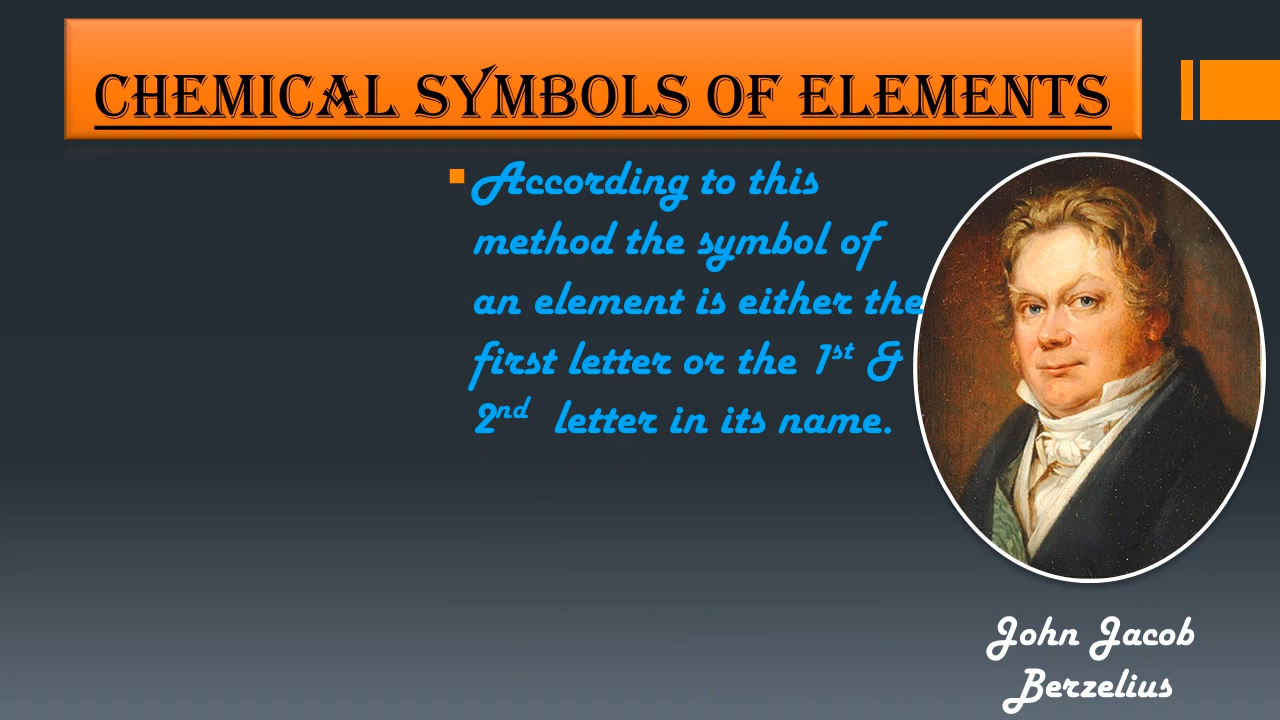 CHEMICAL SYMBOLS OF ELEMENTS
According to this
method the symbol of
an element is either the
first letter or the 1st &
2nd letter in its name.
John Jacob
Berzelius